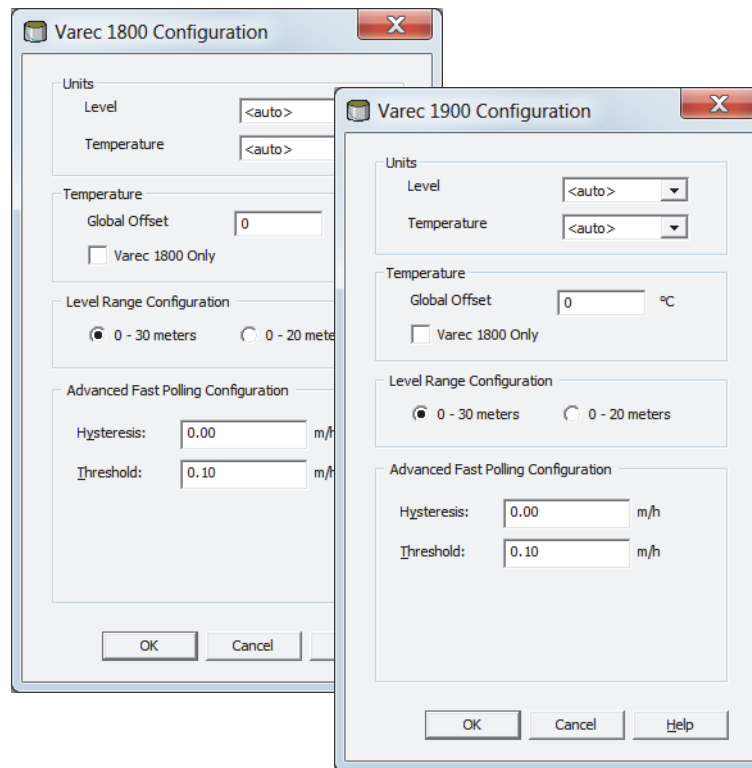 Varec 1800 Configuration
Units
Level
<auto>
Temperature
<auto>
Temperature
Global Offset
0
Varec 1800 Only
Level Range Configuration
0 - 30 meters
0 - 20 mete
Advanced Fast Polling Configuration
Hysteresis:
0.00
m/h
Threshold:
0.10
m/h
OK
Cancel
Varec 1900 Configuration
Units
Level
<auto>
Temperature
<auto>
Temperature
Global Offset
0
ºC
Varec 1800 Only
Level Range Configuration
0 - 30 meters
0 - 20 meters
Advanced Fast Polling Configuration
Hysteresis:
0.00
m/h
Threshold:
0.10
m/h
OK
Cancel
Help